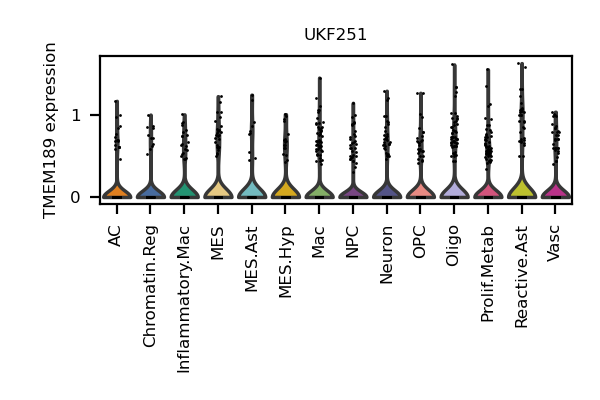 UKF251
TMEM189 expression
1
0
AC
Chromatin.Reg
Inflammatory.Mac
MES
MES.Ast
MES.Hyp
Mac
NPC
Neuron
OPC
Oligo
Prolif.Metab
Reactive.Ast
Vasc